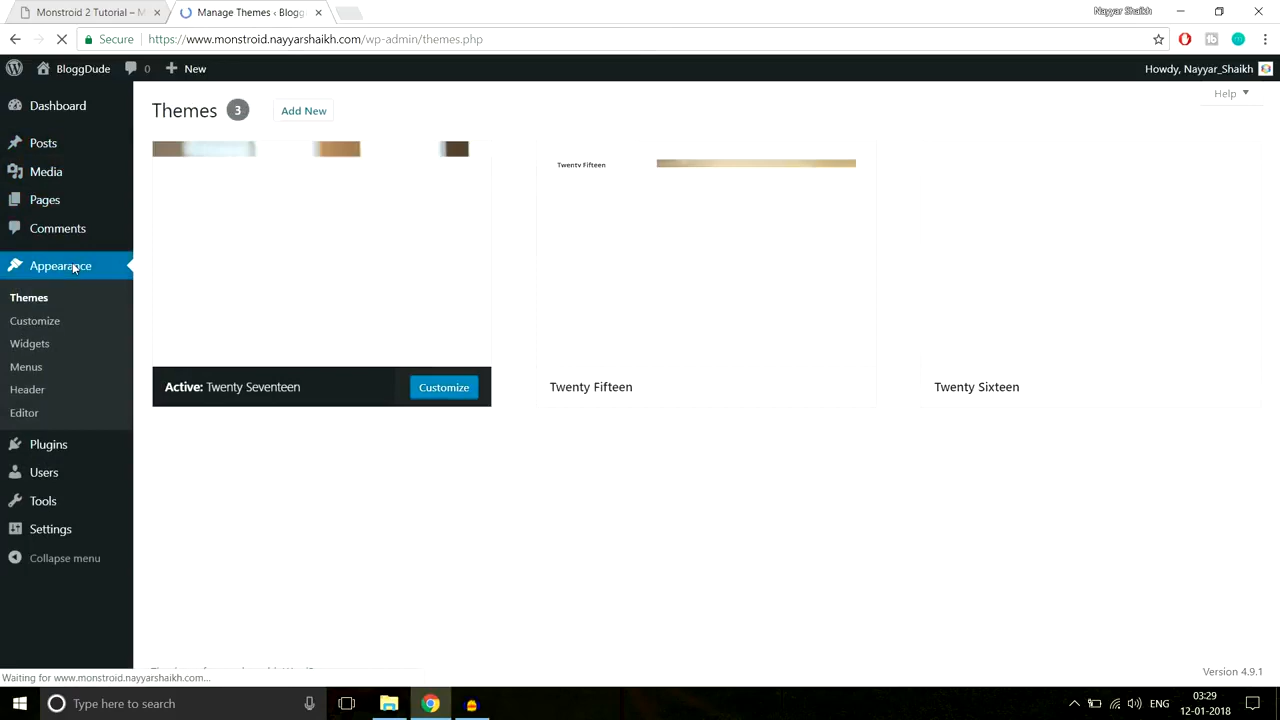 Monstroid 2 Tutorial – M
Manage Themes ‹ Blogg
Nayyar Shaikh
Secure
https://www.monstroid.nayyarshaikh.com/wp-admin/themes.php
BloggDude
0
New
Howdy, Nayyar_Shaikh
Dashboard
Posts
Media
Pages
Comments
Appearance
Themes
Customize
Widgets
Menus
Header
Editor
Plugins
Users
Tools
Settings
Collapse menu
Themes 3
Add New
Help
Twenty Fifteen
Active: Twenty Seventeen
Customize
Twenty Fifteen
Twenty Sixteen
Version 4.9.1
Waiting for www.monstroid.nayyarshaikh.com...
Type here to search
ENG
03:29
12-01-2018